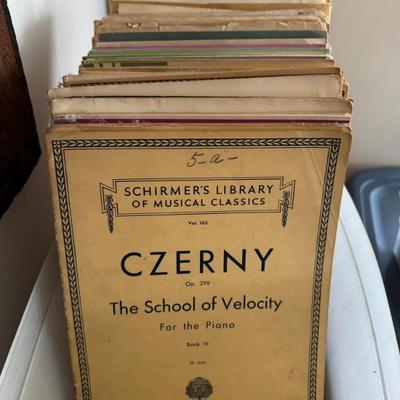 5-a-
SCHIRMER'S LIBRARY
OF MUSICAL CLASSICS
Vol. 163
CZERNY
Op. 299
The School of Velocity
For the Piano
Book IV